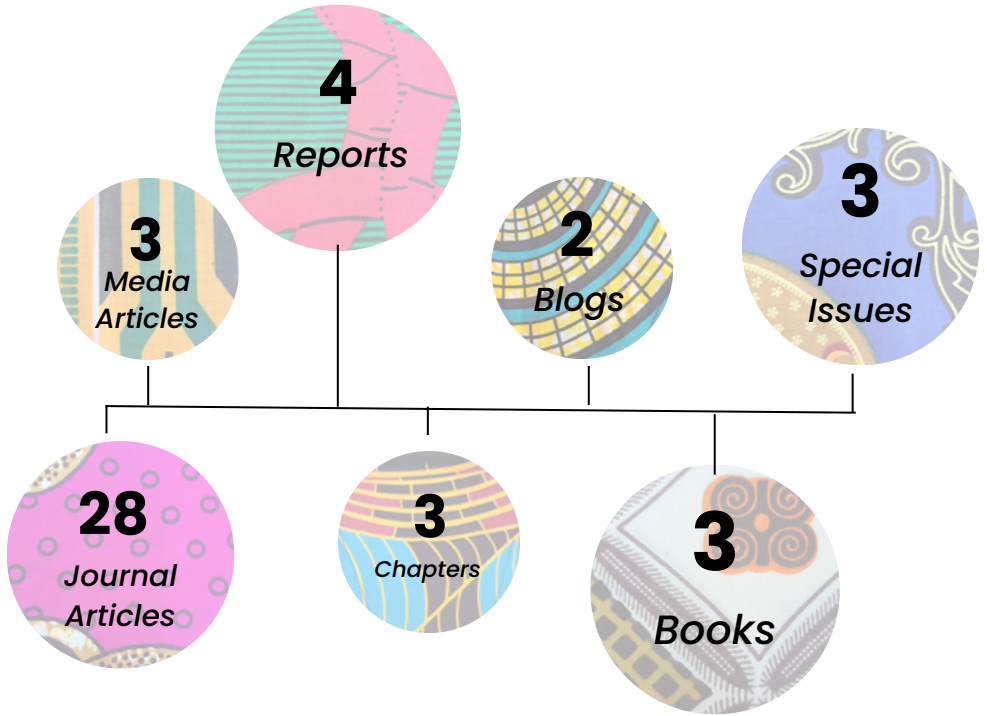 4
Reports
3
Media
Articles
2
Blogs
3
Special
Issues
28
Journal
Articles
3
Chapters
3
Books